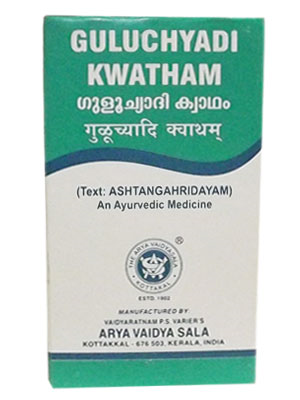 GULUCHYADI
KWATHAM
ഗുളൂച്യാദി ക്വാഥം
गुळूच्यादि क्वाथम्
(Text: ASHTANGAHRIDAYAM)
An Ayurvedic Medicine
®
THE ARYA VAIDYA SALA
KOTTAKKAL
ESTD. 1902
MANUFACTURED BY
VAIDYARATNAM P.S. VARIER'S
ARYA VAIDYA SALA
KOTTAKKAL - 676 503. KERALA, INDIA